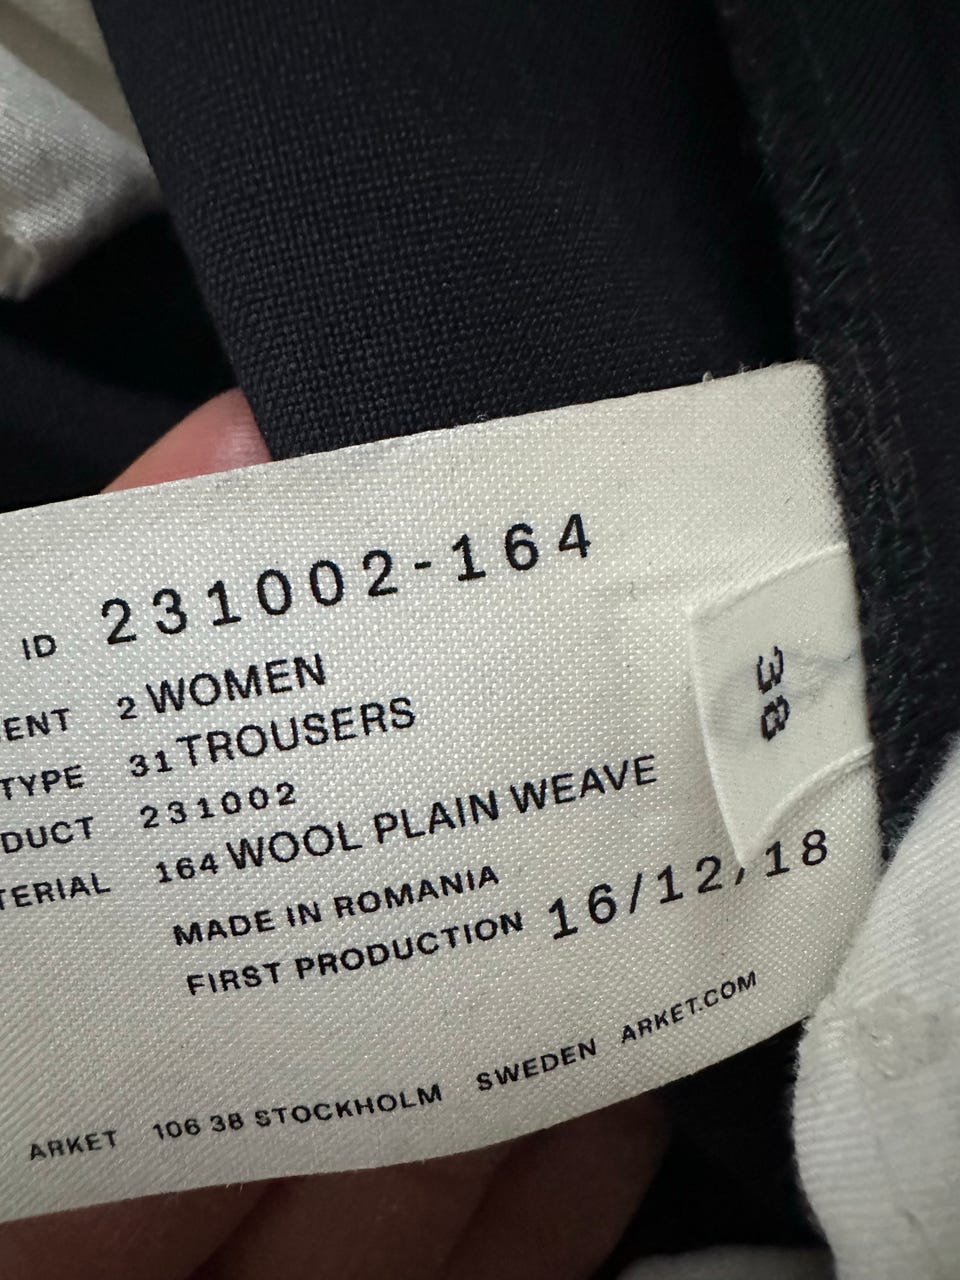 ID 231002-164
ENT 2 WOMEN
TYPE 31 TROUSERS
DUCT 231002
TERIAL 164 WOOL PLAIN WEAVE
MADE IN ROMANIA
FIRST PRODUCTION 16/12/18
ARKET 106 38 STOCKHOLM SWEDEN ARKET.COM
38